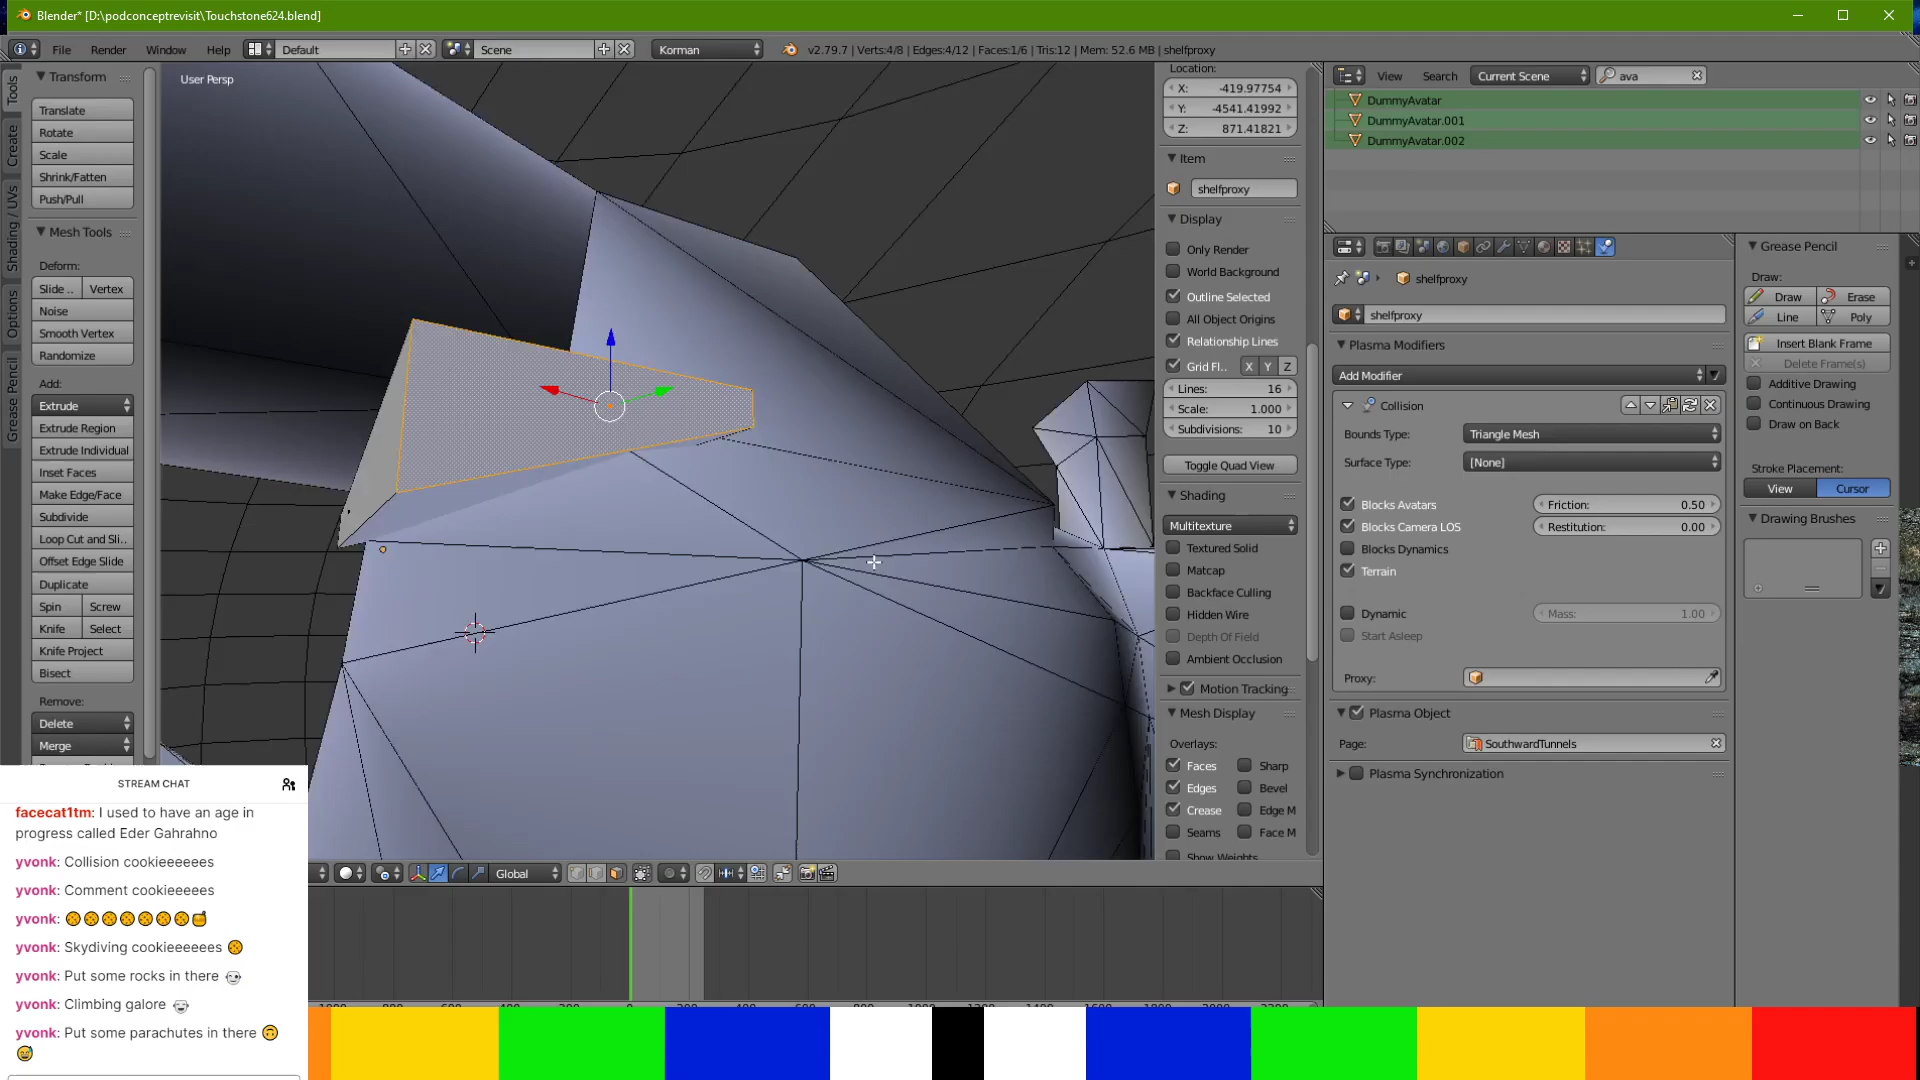 Blender* [D:\podconceptrevisit\Touchstone624.blend]
File Render Window Help Default Scene Korman v2.79.7 | Verts:4/8 | Edges:4/12 | Faces:1/6 | Tris:12 | Mem: 52.6 MB | shelfproxy
Tools
Create
Shading / UVs
Options
Grease Pencil
Transform
Translate
Rotate
Scale
Shrink/Fatten
Push/Pull
Mesh Tools
Deform:
Slide .. Vertex
Noise
Smooth Vertex
Randomize
Add:
Extrude
Extrude Region
Extrude Individual
Inset Faces
Make Edge/Face
Subdivide
Loop Cut and Sli..
Offset Edge Slide
Duplicate
Spin Screw
Knife Select
Knife Project
Bisect
Remove:
Delete
Merge
User Persp
Location:
X: -419.97754
Y: -4541.41992
Z: 871.41821
Item
shelfproxy
Display
Only Render
World Background
Outline Selected
All Object Origins
Relationship Lines
Grid Fl.. X Y Z
Lines: 16
Scale: 1.000
Subdivisions: 10
Toggle Quad View
Shading
Multitexture
Textured Solid
Matcap
Backface Culling
Hidden Wire
Depth Of Field
Ambient Occlusion
Motion Tracking
Mesh Display
Overlays:
Faces Sharp
Edges Bevel
Crease Edge M
Seams Face M
Show Weights
View Search Current Scene ava
DummyAvatar
DummyAvatar.001
DummyAvatar.002
shelfproxy
shelfproxy
Plasma Modifiers
Add Modifier
Collision
Bounds Type: Triangle Mesh
Surface Type: [None]
Blocks Avatars Friction: 0.50
Blocks Camera LOS Restitution: 0.00
Blocks Dynamics
Terrain
Dynamic Mass: 1.00
Start Asleep
Proxy:
Plasma Object
Page: SouthwardTunnels
Plasma Synchronization
Grease Pencil
Draw:
Draw Erase
Line Poly
Insert Blank Frame
Delete Frame(s)
Additive Drawing
Continuous Drawing
Draw on Back
Stroke Placement:
View Cursor
Drawing Brushes
Global
STREAM CHAT
facecat1tm: I used to have an age in
progress called Eder Gahrahno
yvonk: Collision cookieeeeees
yvonk: Comment cookieeeeees
yvonk: 🍪🍪🍪🍪🍪🍪🍪🍯
yvonk: Skydiving cookieeeeees 🍪
yvonk: Put some rocks in there
yvonk: Climbing galore
yvonk: Put some parachutes in there 🙃
😅